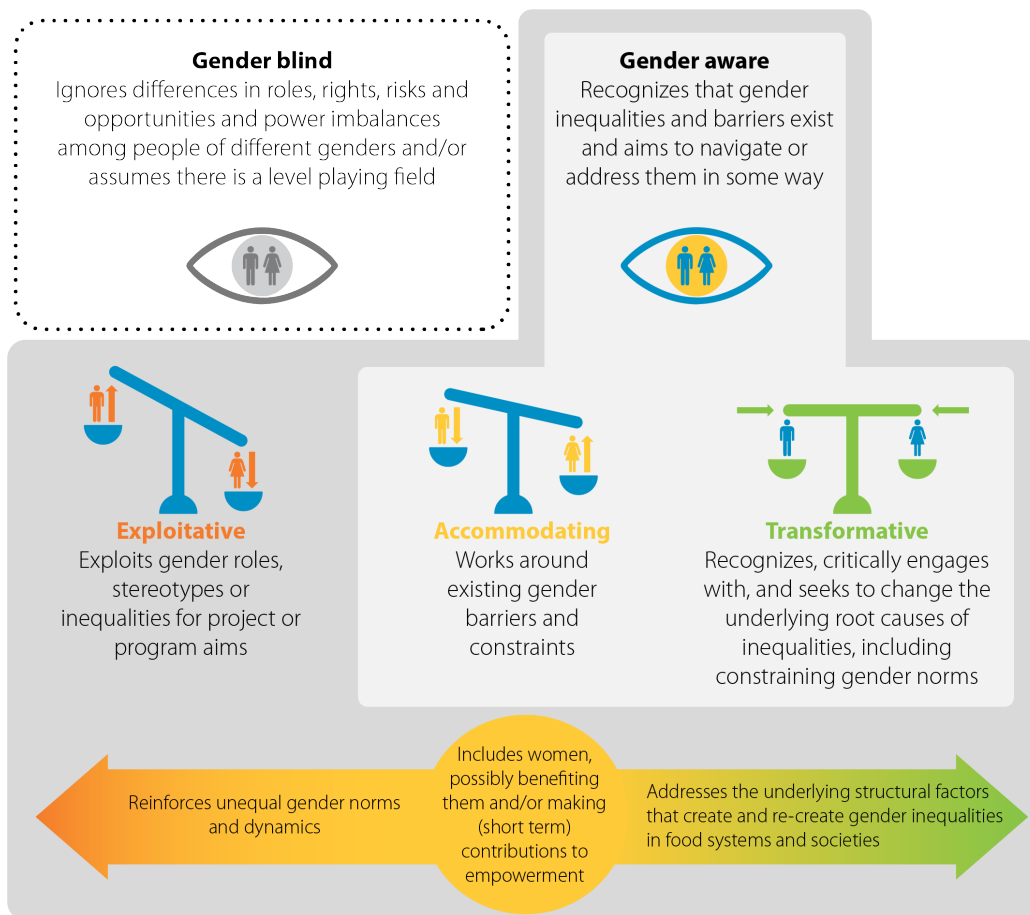 Gender blind
Ignores differences in roles, rights, risks and
opportunities and power imbalances
among people of different genders and/or
assumes there is a level playing field
Gender aware
Recognizes that gender
inequalities and barriers exist
and aims to navigate or
address them in some way
Exploitative
Exploits gender roles,
stereotypes or
inequalities for project or
program aims
Accommodating
Works around
existing gender
barriers and
constraints
Transformative
Recognizes, critically engages
with, and seeks to change the
underlying root causes of
inequalities, including
constraining gender norms
Reinforces unequal gender norms
and dynamics
Includes women,
possibly benefiting
them and/or making
(short term)
contributions to
empowerment
Addresses the underlying structural factors
that create and re-create gender inequalities
in food systems and societies